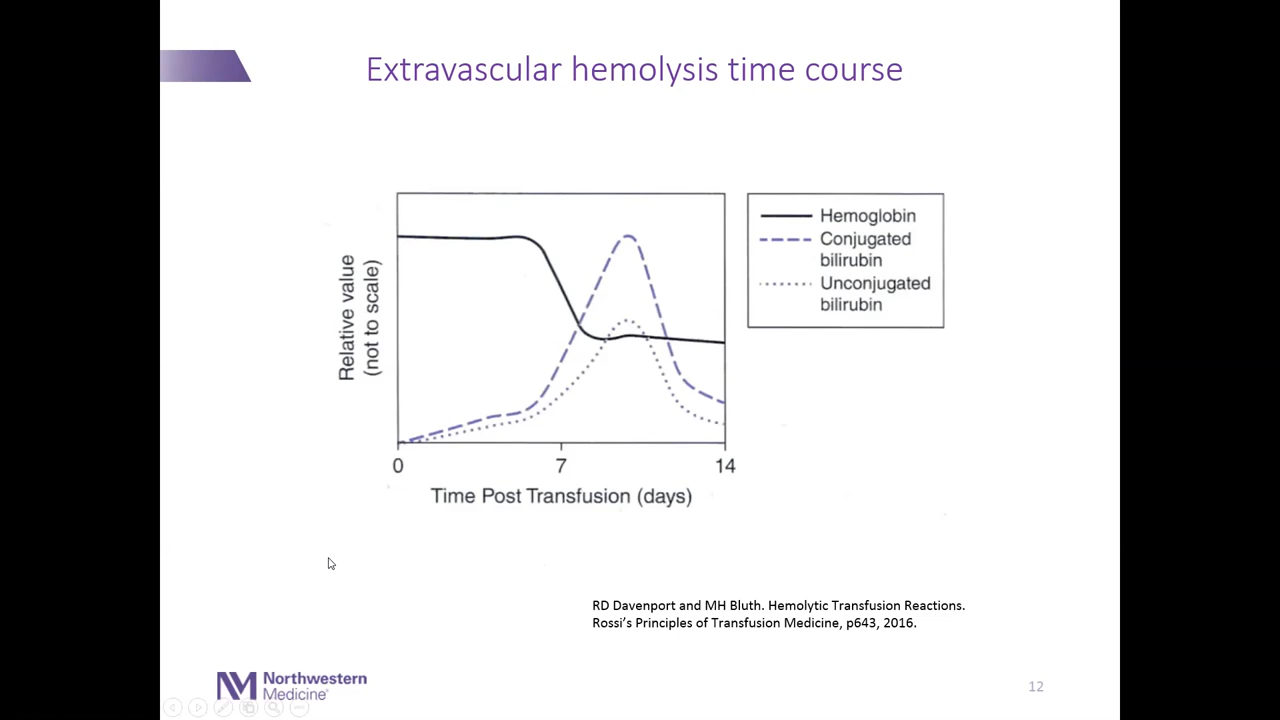 Extravascular hemolysis time course
Relative value
(not to scale)
Hemoglobin
Conjugated
bilirubin
Unconjugated
bilirubin
0
7
14
Time Post Transfusion (days)
RD Davenport and MH Bluth. Hemolytic Transfusion Reactions.
Rossi's Principles of Transfusion Medicine, p643, 2016.
NM
Northwestern
Medicine®
12